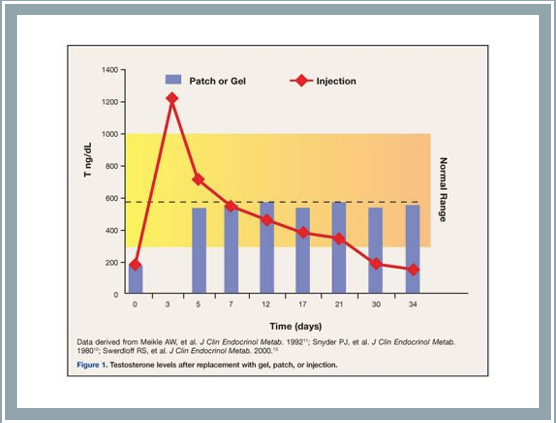 1400
Patch or Gel
Injection
1200
1000
800
600
400
200
0
T ng/dL
Normal Range
0 3 5 7 12 17 21 30 34
Time (days)
Data derived from Meikle AW, et al. J Clin Endocrinol Metab. 1992¹¹; Snyder PJ, et al. J Clin Endocrinol Metab.
1980¹²; Swerdloff RS, et al. J Clin Endocrinol Metab. 2000.¹³
Figure 1. Testosterone levels after replacement with gel, patch, or injection.